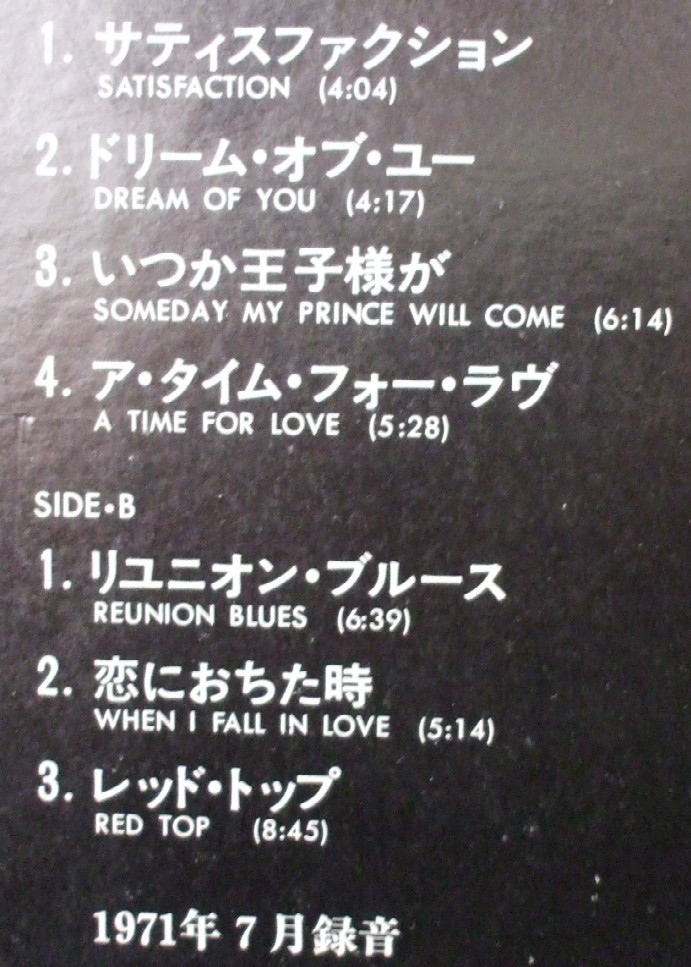 1. サティスファクション
SATISFACTION (4:04)
2. ドリーム・オブ・ユー
DREAM OF YOU (4:17)
3. いつか王子様が
SOMEDAY MY PRINCE WILL COME (6:14)
4. ア・タイム・フォー・ラヴ
A TIME FOR LOVE (5:28)
SIDE・B
1. リユニオン・ブルース
REUNION BLUES (6:39)
2. 恋におちた時
WHEN I FALL IN LOVE (5:14)
3. レッド・トップ
RED TOP (8:45)
1971年7月録音